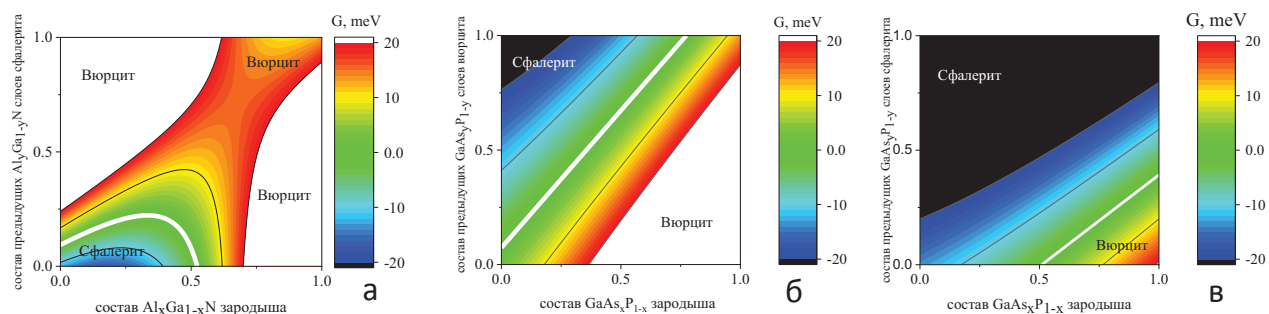 G, meV
1.0
0.5
0.0
0.0
0.5
1.0
Вюрцит
Вюрцит
Вюрцит
Сфалерит
состав предыдущих AlyGa1-yN слоев сфалерита
состав AlxGa1-xN зародыша
20
10
0.0
-10
-20
а
G, meV
1.0
0.5
0.0
0.0
0.5
1.0
Сфалерит
Вюрцит
состав предыдущих GaAsyP1-y слоев вюрцита
состав GaAsxP1-x зародыша
20
10
0.0
-10
-20
б
G, meV
1.0
0.5
0.0
0.0
0.5
1.0
Сфалерит
Вюрцит
состав предыдущих GaAsyP1-y слоев сфалерита
состав GaAsxP1-x зародыша
20
10
0.0
-10
-20
в